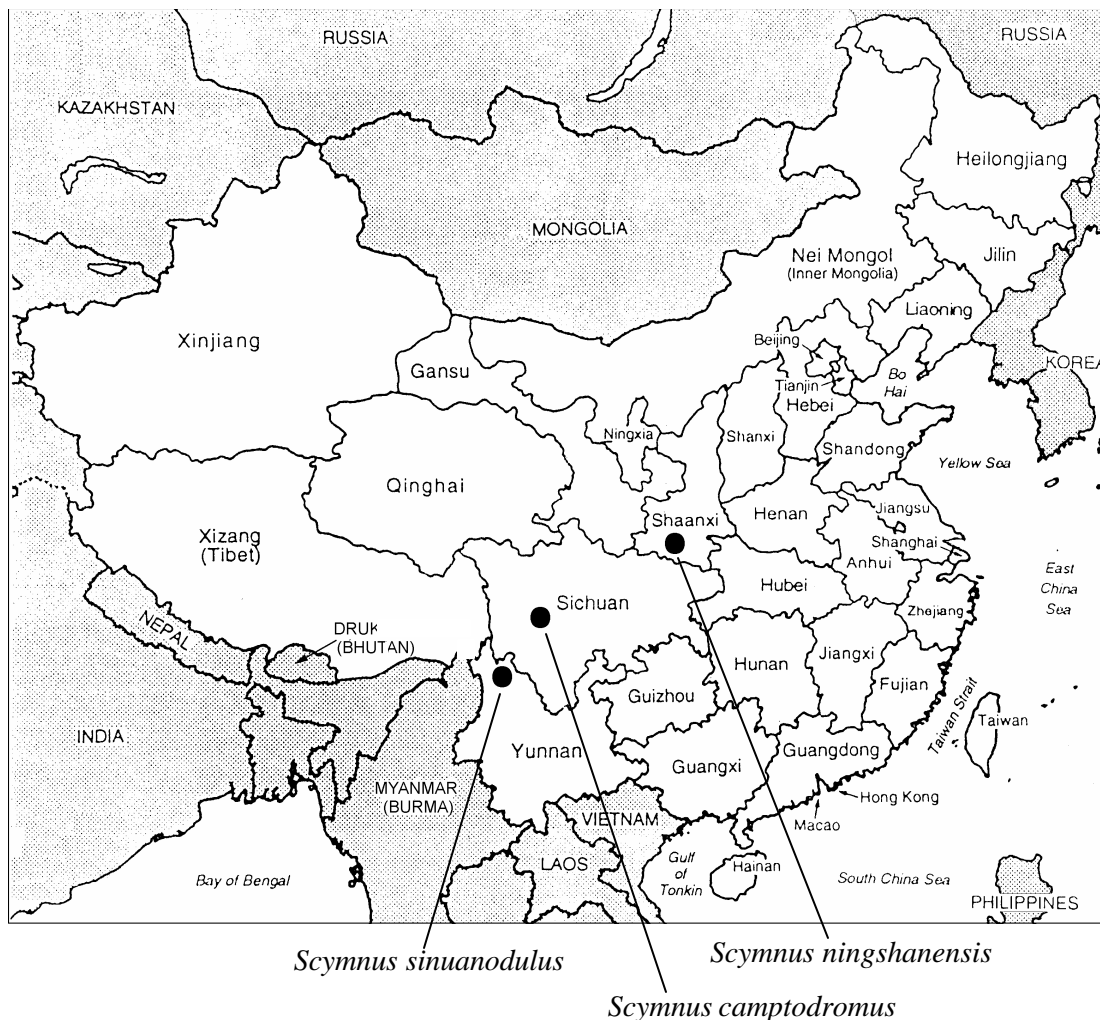 RUSSIA
RUSSIA
KAZAKHSTAN
Heilongjiang
MONGOLIA
Nei Mongol
(Inner Mongolia)
Jilin
Liaoning
Xinjiang
Beijing
Gansu
Bo
Hai
KOREA
Tianjin
Hebei
Ningxia
Shanxi
Shandong
Yellow Sea
Qinghai
Shaanxi
Henan
Jiangsu
Xizang
(Tibet)
Shanghai
Anhui
East
China
Sea
Hubei
Sichuan
Zhejiang
NEPAL
DRUK
(BHUTAN)
Hunan
Jiangxi
Fujian
Guizhou
Taiwan Strait
Taiwan
INDIA
Yunnan
Guangdong
Guangxi
MYANMAR
(BURMA)
Hong Kong
VIETNAM
Macao
LAOS
Gulf
of
Tonkin
Hainan
Bay of Bengal
South China Sea
PHILIPPINES
Scymnus sinuanodulus
Scymnus ningshanensis
Scymnus camptodromus